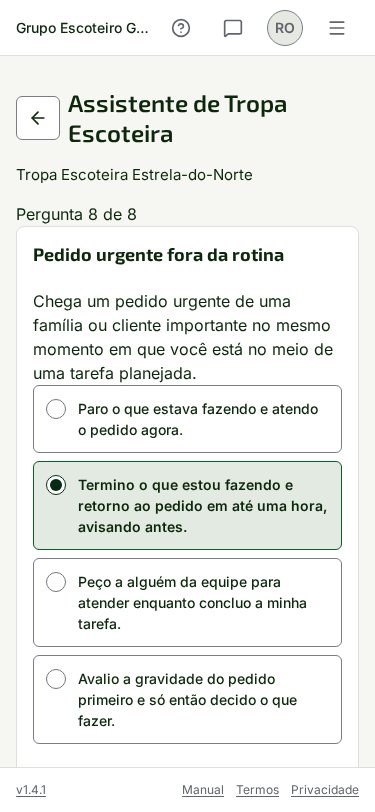 Grupo Escoteiro G...
RO
Assistente de Tropa
Escoteira
Tropa Escoteira Estrela-do-Norte
Pergunta 8 de 8
Pedido urgente fora da rotina
Chega um pedido urgente de uma
família ou cliente importante no mesmo
momento em que você está no meio de
uma tarefa planejada.
Paro o que estava fazendo e atendo
o pedido agora.
Termino o que estou fazendo e
retorno ao pedido em até uma hora,
avisando antes.
Peço a alguém da equipe para
atender enquanto concluo a minha
tarefa.
Avalio a gravidade do pedido
primeiro e só então decido o que
fazer.
v1.4.1
Manual Termos Privacidade